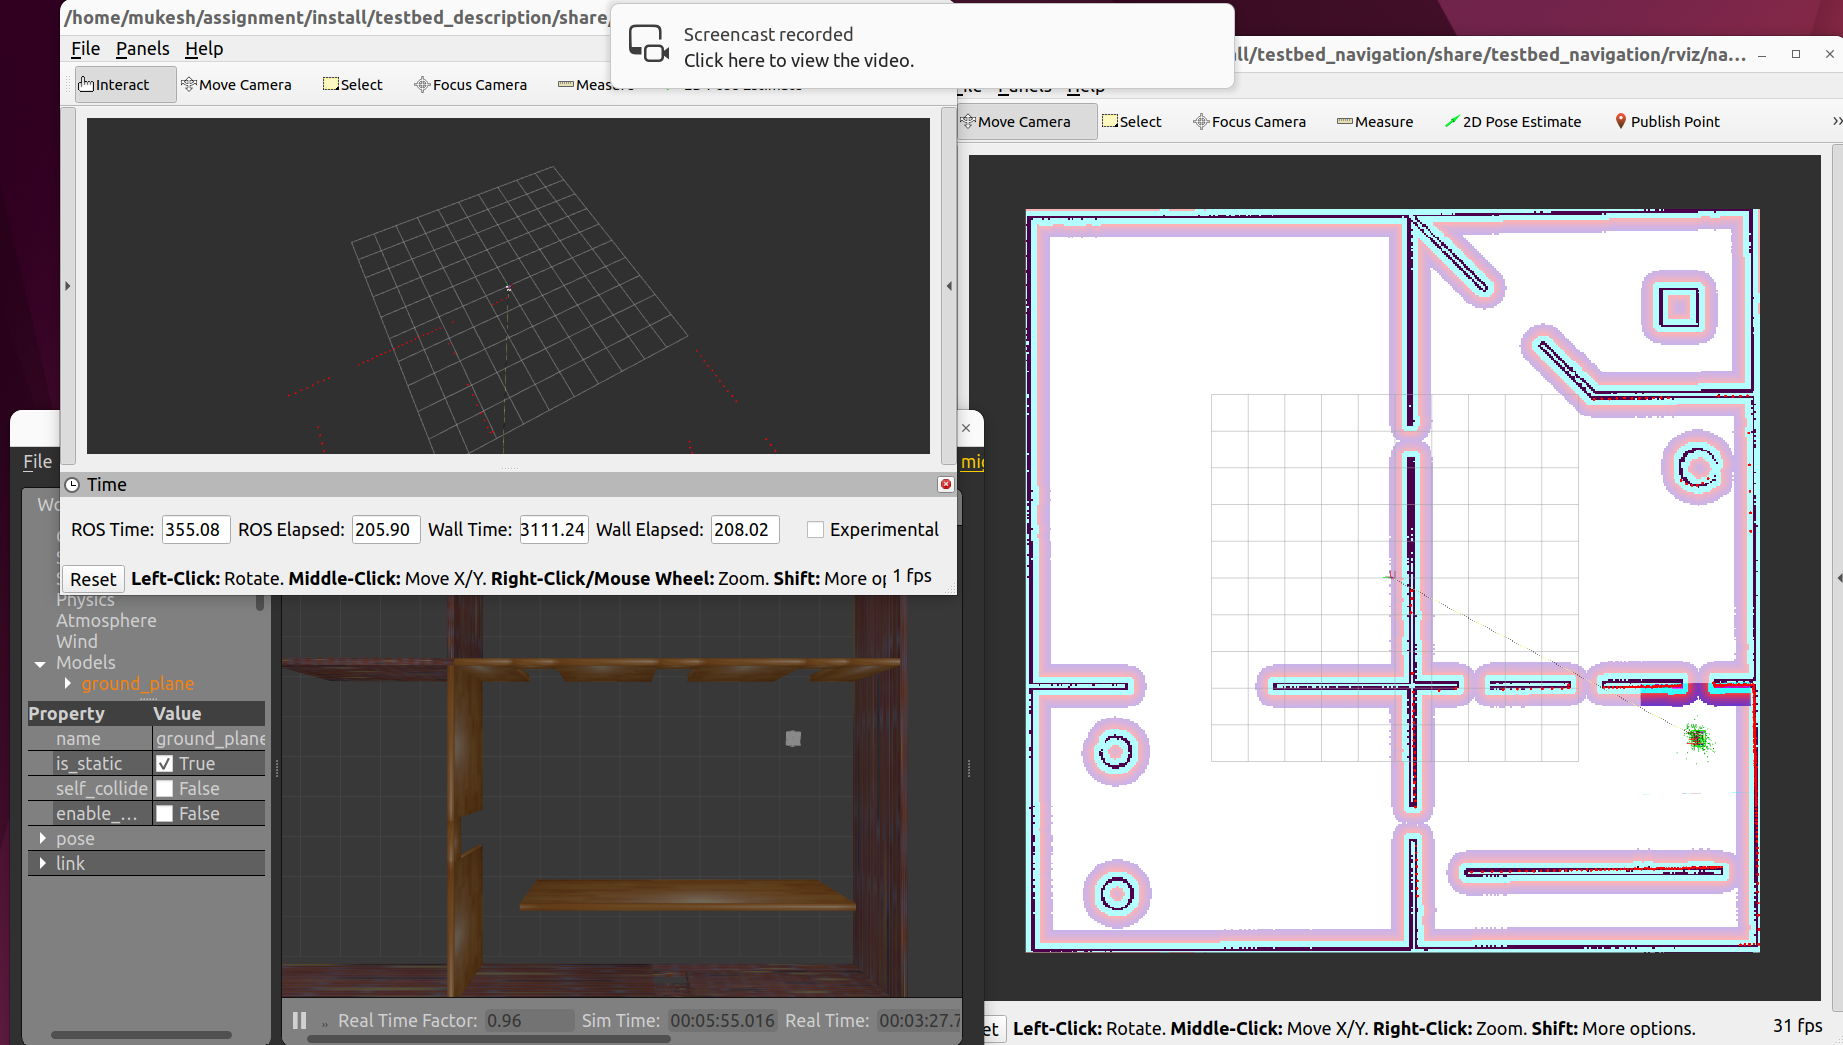 /home/mukesh/assignment/install/testbed_description/share/
File Panels Help
Interact Move Camera Select Focus Camera Measure
Screencast recorded
Click here to view the video.
/testbed_navigation/share/testbed_navigation/rviz/na...
Panels Help
Move Camera Select Focus Camera Measure 2D Pose Estimate Publish Point
File
Time
ROS Time: 355.08 ROS Elapsed: 205.90 Wall Time: 3111.24 Wall Elapsed: 208.02 Experimental
Reset Left-Click: Rotate. Middle-Click: Move X/Y. Right-Click/Mouse Wheel: Zoom. Shift: More op 1 fps
Physics
Atmosphere
Wind
Models
ground_plane
Property Value
name ground_plane
is_static True
self_collide False
enable_... False
pose
link
Real Time Factor: 0.96 Sim Time: 00:05:55.016 Real Time: 00:03:27.7
Left-Click: Rotate. Middle-Click: Move X/Y. Right-Click: Zoom. Shift: More options. 31 fps